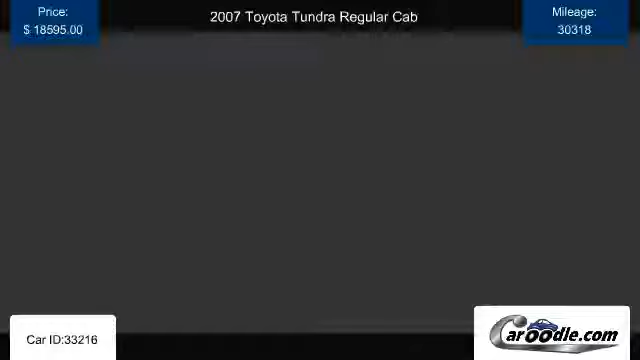 Price:
$ 18595.00
2007 Toyota Tundra Regular Cab
Mileage:
30318
Car ID:33216
Caroodle.com